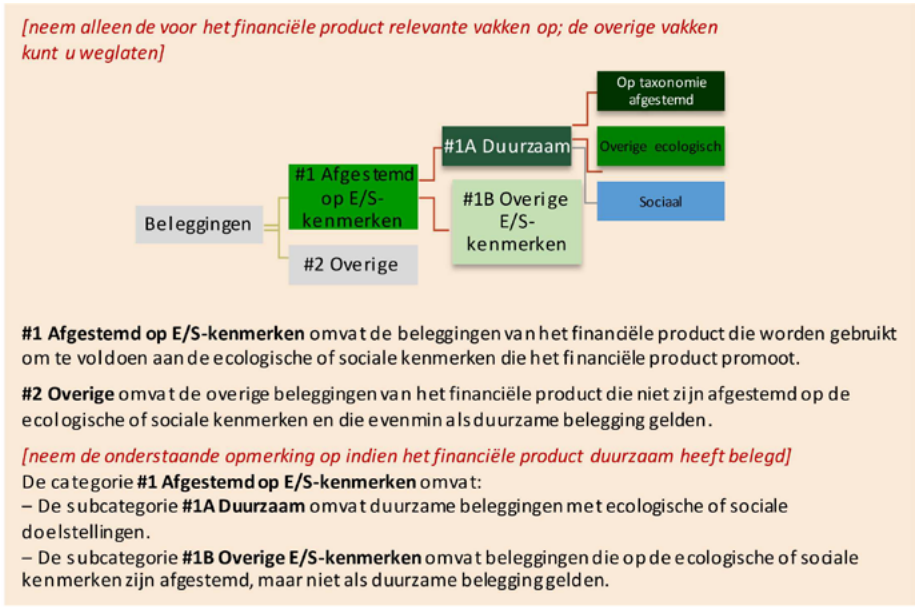 [neem alleen de voor het financiële product relevante vakken op; de overige vakken
kunt u weglaten]
Op taxonomie
afgestemd
#1A Duurzaam
Overige ecologisch
#1 Afgestemd
op E/S-
kenmerken
#1B Overige
E/S-
kenmerken
Sociaal
Beleggingen
#2 Overige
#1 Afgestemd op E/S-kenmerken omvat de beleggingen van het financiële product die worden gebruikt
om te voldoen aan de ecologische of sociale kenmerken die het financiële product promoot.
#2 Overige omvat de overige beleggingen van het financiële product die niet zijn afgestemd op de
ecologische of sociale kenmerken en die evenmin als duurzame belegging gelden.
[neem de onderstaande opmerking op indien het financiële product duurzaam heeft belegd]
De categorie #1 Afgestemd op E/S-kenmerken omvat:
– De subcategorie #1A Duurzaam omvat duurzame beleggingen met ecologische of sociale
doelstellingen.
– De subcategorie #1B Overige E/S-kenmerken omvat beleggingen die op de ecologische of sociale
kenmerken zijn afgestemd, maar niet als duurzame belegging gelden.